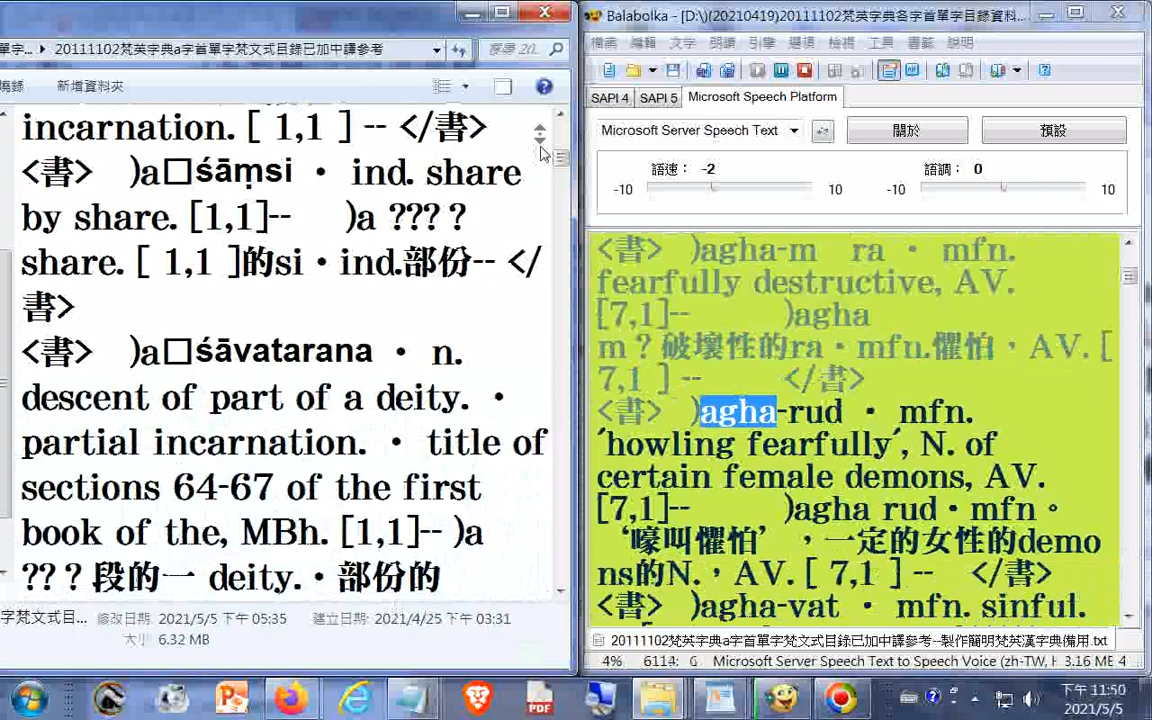 Balabolka - [D:\)(20210419)20111102梵英字典各字首單字目錄資料...
單字... ▸ 20111102梵英字典a字首單字梵文式目錄已加中譯參考
搜尋 20...
檔案 編輯 文字 朗讀 引擎 選項 檢視 工具 書籤 說明
新增資料夾
SAPI 4 SAPI 5 Microsoft Speech Platform
Microsoft Server Speech Text 關於 預設
語速: -2 語調: 0
-10 10 -10 10
incarnation. [ 1,1 ] -- </書>
<書> )a□śāṃsi • ind. share
by share. [1,1]-- )a ????
share. [ 1,1 ]的si•ind.部份-- </
書>
<書> )a□śāvatarana • n.
descent of part of a deity. •
partial incarnation. • title of
sections 64-67 of the first
book of the, MBh. [1,1]-- )a
???段的一 deity.•部份的
字梵文式目... 修改日期: 2021/5/5 下午 05:35 建立日期: 2021/4/25 下午 03:31
大小: 6.32 MB
<書> )agha-m ra • mfn.
fearfully destructive, AV.
[7,1]-- )agha
m?破壞性的ra•mfn.懼怕,AV. [
7,1 ] -- </書>
<書> )agha-rud • mfn.
'howling fearfully', N. of
certain female demons, AV.
[7,1]-- )agha rud•mfn。
‘嚎叫懼怕’,一定的女性的demo
ns的N.,AV. [ 7,1 ] -- </書>
<書> )agha-vat • mfn. sinful.
20111102梵英字典a字首單字梵文式目錄已加中譯參考--製作簡明梵英漢字典備用.txt
4% 6114: Microsoft Server Speech Text to Speech Voice (zh-TW, 3.16 MB
下午 11:50
2021/5/5